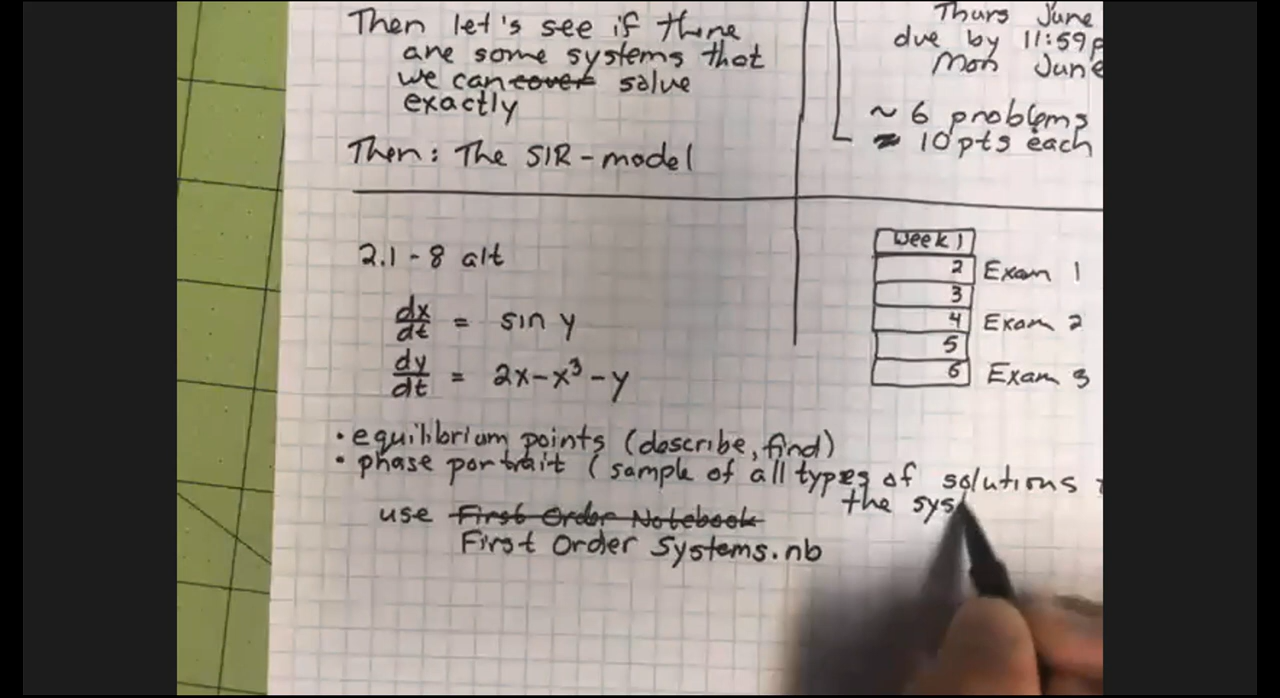 Then let's see if there
are some systems that
we can cover solve
exactly
Then: The SIR-model
Thurs June
due by 11:59p
Mon June
~ 6 problems
≈ 10 pts each
Week 1
2 Exam 1
3
4 Exam 2
5
6 Exam 3
2.1 - 8 alt
dx/dt = sin y
dy/dt = 2x-x³-y
• equilibrium points (describe, find)
• phase portrait (sample of all types of solutions
the sys
use First Order Notebook
First Order Systems.nb